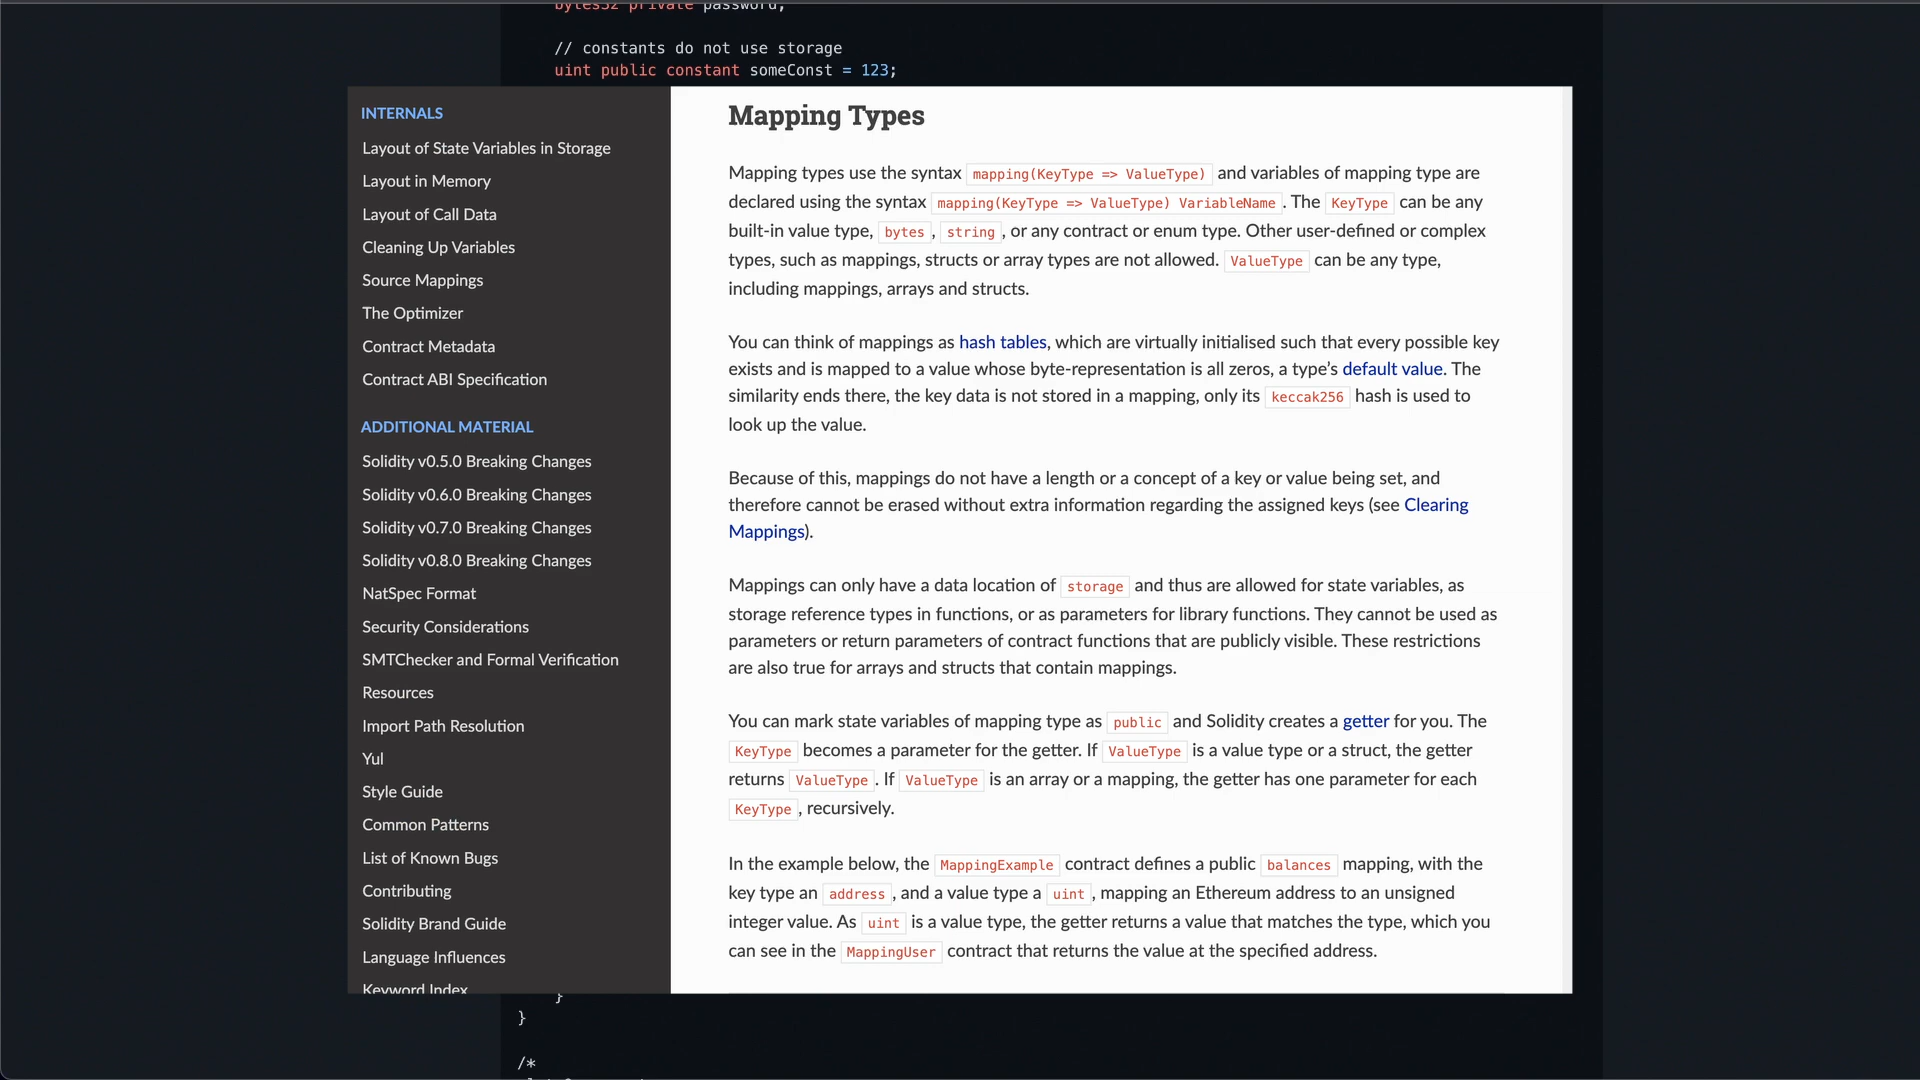 bytes32 private password;
// constants do not use storage
uint public constant someConst = 123;
INTERNALS
Layout of State Variables in Storage
Layout in Memory
Layout of Call Data
Cleaning Up Variables
Source Mappings
The Optimizer
Contract Metadata
Contract ABI Specification
ADDITIONAL MATERIAL
Solidity v0.5.0 Breaking Changes
Solidity v0.6.0 Breaking Changes
Solidity v0.7.0 Breaking Changes
Solidity v0.8.0 Breaking Changes
NatSpec Format
Security Considerations
SMTChecker and Formal Verification
Resources
Import Path Resolution
Yul
Style Guide
Common Patterns
List of Known Bugs
Contributing
Solidity Brand Guide
Language Influences
Keyword Index
Mapping Types
Mapping types use the syntax mapping(KeyType => ValueType) and variables of mapping type are
declared using the syntax mapping(KeyType => ValueType) VariableName . The KeyType can be any
built-in value type, bytes , string , or any contract or enum type. Other user-defined or complex
types, such as mappings, structs or array types are not allowed. ValueType can be any type,
including mappings, arrays and structs.
You can think of mappings as hash tables, which are virtually initialised such that every possible key
exists and is mapped to a value whose byte-representation is all zeros, a type's default value. The
similarity ends there, the key data is not stored in a mapping, only its keccak256 hash is used to
look up the value.
Because of this, mappings do not have a length or a concept of a key or value being set, and
therefore cannot be erased without extra information regarding the assigned keys (see Clearing
Mappings).
Mappings can only have a data location of storage and thus are allowed for state variables, as
storage reference types in functions, or as parameters for library functions. They cannot be used as
parameters or return parameters of contract functions that are publicly visible. These restrictions
are also true for arrays and structs that contain mappings.
You can mark state variables of mapping type as public and Solidity creates a getter for you. The
KeyType becomes a parameter for the getter. If ValueType is a value type or a struct, the getter
returns ValueType . If ValueType is an array or a mapping, the getter has one parameter for each
KeyType , recursively.
In the example below, the MappingExample contract defines a public balances mapping, with the
key type an address , and a value type a uint , mapping an Ethereum address to an unsigned
integer value. As uint is a value type, the getter returns a value that matches the type, which you
can see in the MappingUser contract that returns the value at the specified address.
}
}
/*